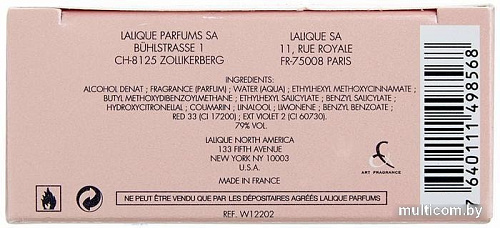 LALIQUE PARFUMS SA
BÜHLSTRASSE 1
CH-8125 ZOLLIKERBERG
LALIQUE SA
11, RUE ROYALE
FR-75008 PARIS
INGREDIENTS:
ALCOHOL DENAT ; FRAGRANCE (PARFUM) ; WATER (AQUA) ; ETHYLHEXYL METHOXYCINNAMATE ;
BUTYL METHOXYDIBENZOYLMETHANE ; ETHYLHEXYL SALICYLATE ; BENZYL SALICYLATE ;
HYDROXYCITRONELLAL ; COUMARIN ; LINALOOL ; LIMONENE ; BENZYL BENZOATE ;
RED 33 (CI 17200) ; EXT VIOLET 2 (CI 60730).
79% VOL.
LALIQUE NORTH AMERICA
133 FIFTH AVENUE
NEW YORK NY 10003
U.S.A.
MADE IN FRANCE
ART FRAGRANCE
NE PEUT ÊTRE VENDU QUE PAR LES DÉPOSITAIRES AGRÉÉS LALIQUE PARFUMS
REF. W12202
7 640111 498568
multicom.by